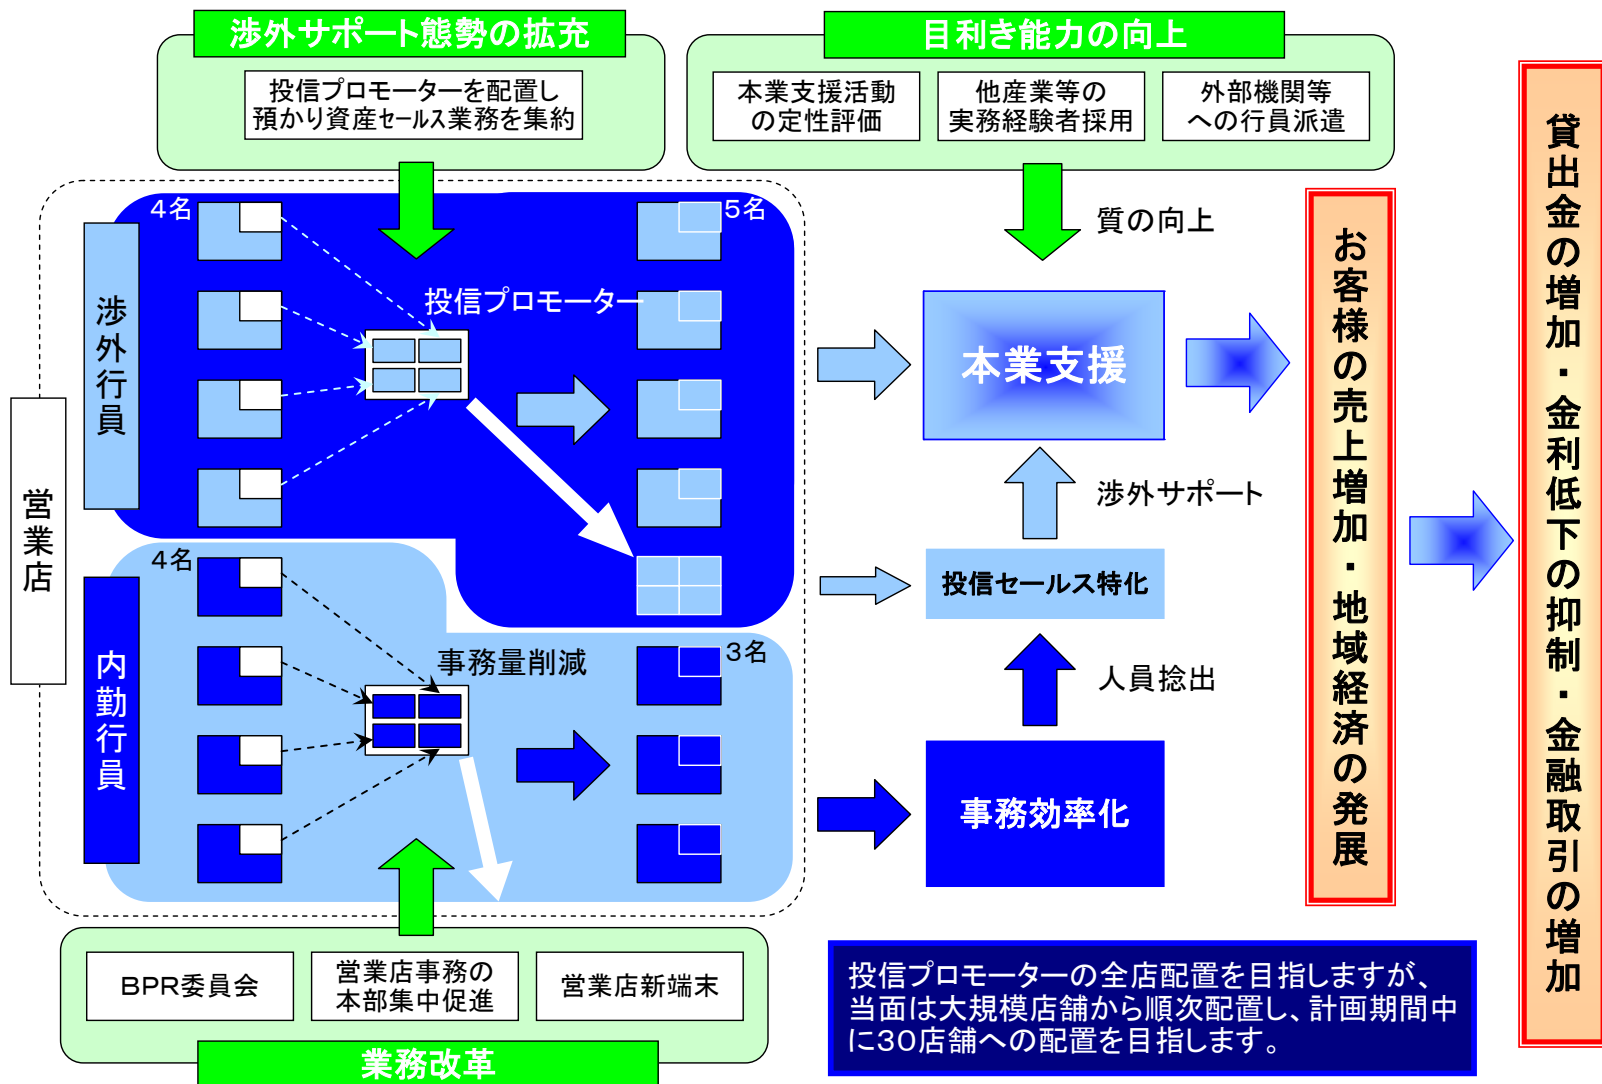 渉外サポート態勢の拡充
投信プロモーターを配置し
預かり資産セールス業務を集約
目利き能力の向上
本業支援活動
の定性評価
他産業等の
実務経験者採用
外部機関等
への行員派遣
営業店
渉外行員
4名
投信プロモーター
5名
内勤行員
4名
事務量削減
3名
質の向上
本業支援
渉外サポート
投信セールス特化
人員捻出
事務効率化
お客様の売上増加・地域経済の発展
貸出金の増加・金利低下の抑制・金融取引の増加
BPR委員会
営業店事務の
本部集中促進
営業店新端末
業務改革
投信プロモーターの全店配置を目指しますが、
当面は大規模店舗から順次配置し、計画期間中
に30店舗への配置を目指します。